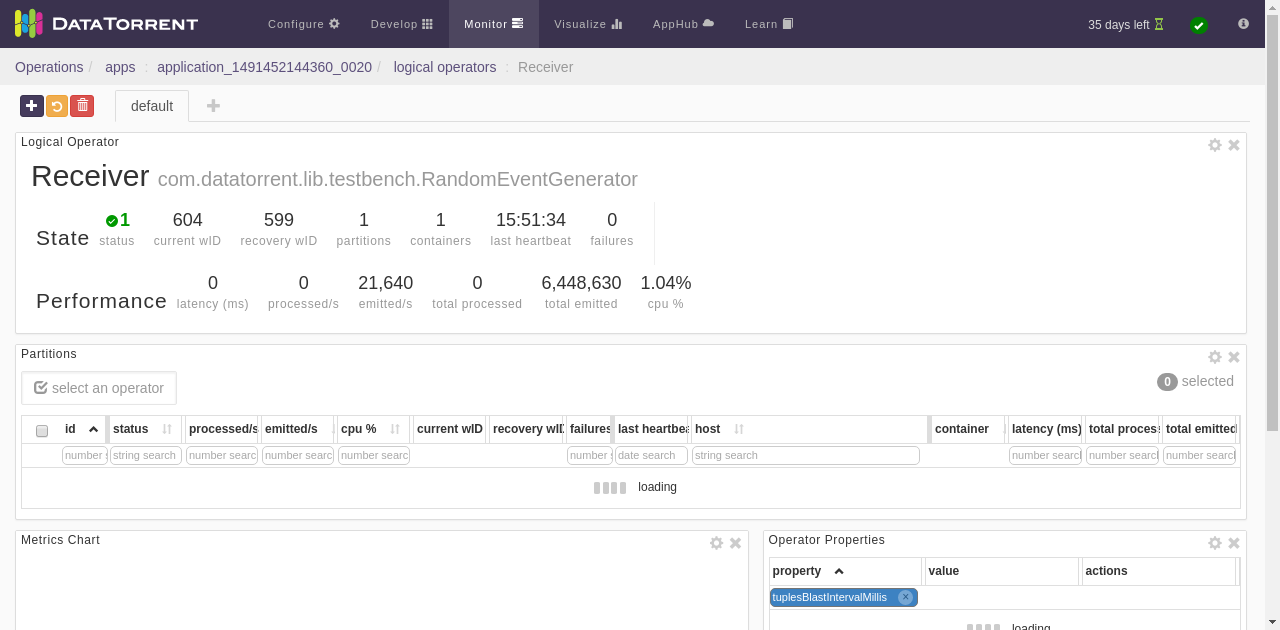 DATATORRENT Configure Develop Monitor Visualize AppHub Learn 35 days left
Operations / apps : application_1491452144360_0020 / logical operators : Receiver
default
Logical Operator
Receiver com.datatorrent.lib.testbench.RandomEventGenerator
State
1 604 599 1 1 15:51:34 0
status current wID recovery wID partitions containers last heartbeat failures
Performance
0 0 21,640 0 6,448,630 1.04%
latency (ms) processed/s emitted/s total processed total emitted cpu %
Partitions
select an operator 0 selected
id status processed/s emitted/s cpu % current wID recovery wID failures last heartbea host container latency (ms) total process total emitted
number s string search number searc number searc number searc number s date search string search number search number search number search
loading
Metrics Chart
Operator Properties
property value actions
tuplesBlastIntervalMillis ×
loading